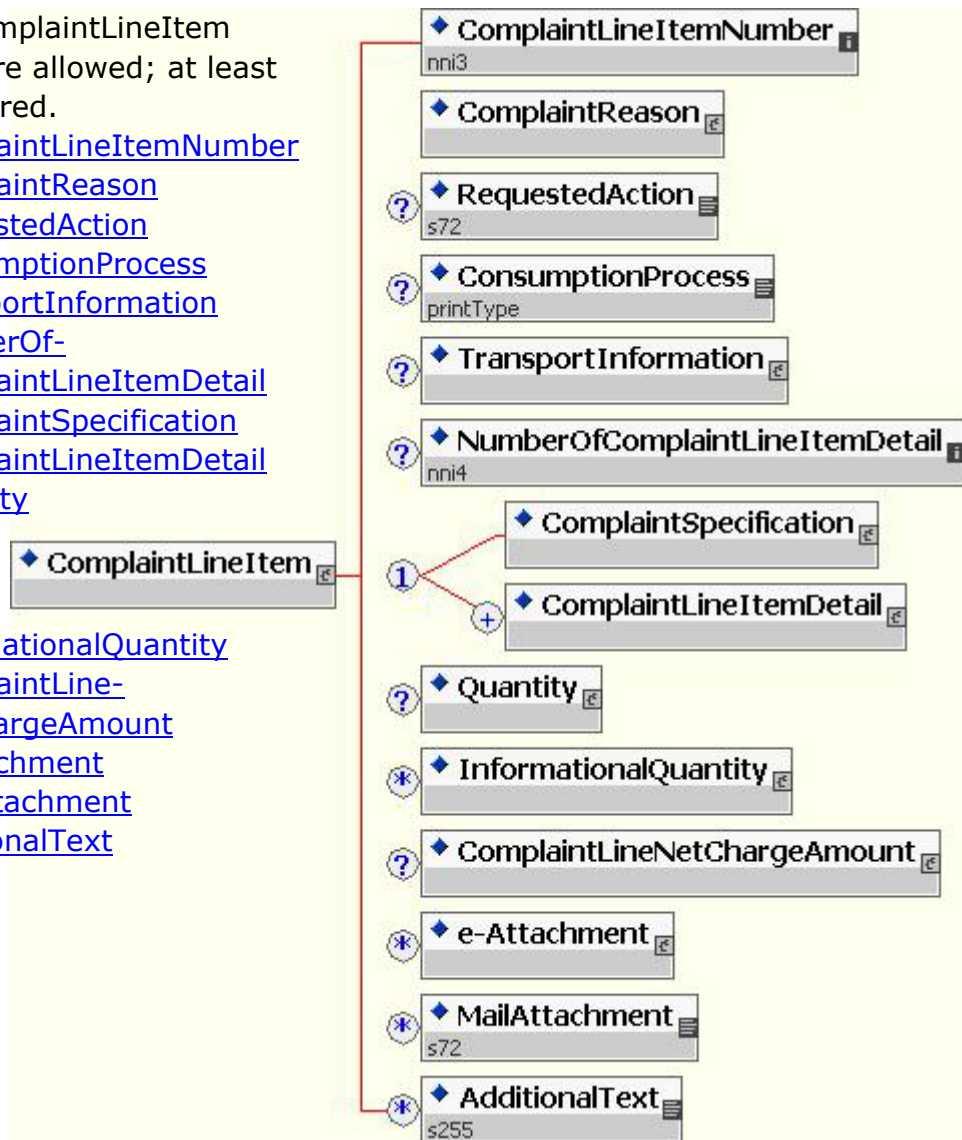 mplaintLineItem
re allowed; at least
red.
aintLineItemNumber
aintReason
stedAction
mptionProcess
portInformation
erOf-
aintLineItemDetail
aintSpecification
aintLineItemDetail
ty
ationalQuantity
aintLine-
argeAmount
chment
tachment
onalText
ComplaintLineItem
ComplaintLineItemNumber
nni3
ComplaintReason
? RequestedAction
s72
? ConsumptionProcess
printType
? TransportInformation
? NumberOfComplaintLineItemDetail
nni4
1
ComplaintSpecification
+ ComplaintLineItemDetail
? Quantity
* InformationalQuantity
? ComplaintLineNetChargeAmount
* e-Attachment
* MailAttachment
s72
* AdditionalText
s255